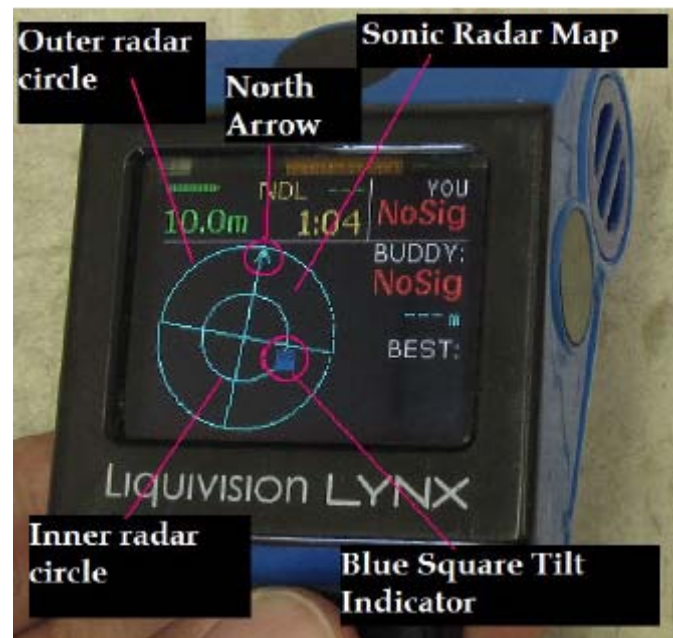 Outer radar
circle
Sonic Radar Map
North
Arrow
NDL ---
YOU
10.0m 1:04 NoSig
BUDDY:
NoSig
---m
BEST:
LIQUIVISION LYNX
Inner radar
circle
Blue Square Tilt
Indicator